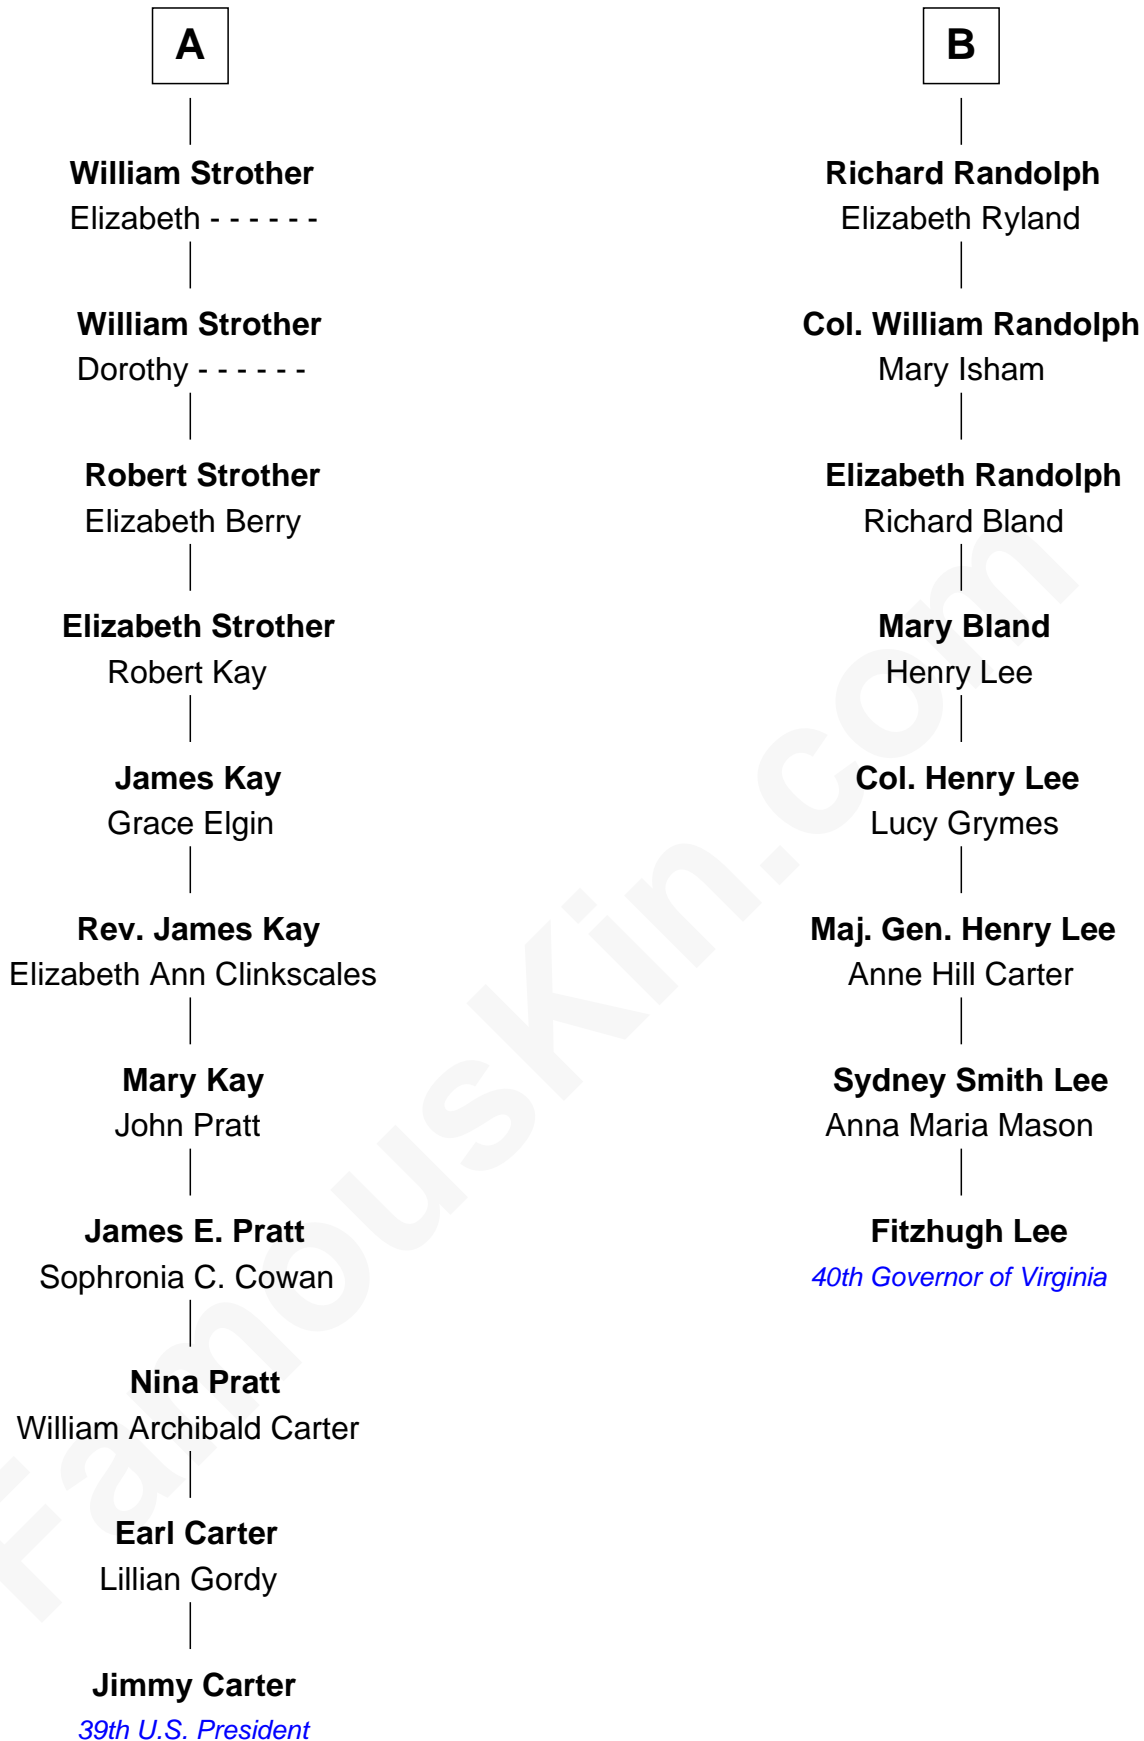 A
William Strother
Elizabeth - - - - - -
William Strother
Dorothy - - - - - -
Robert Strother
Elizabeth Berry
Elizabeth Strother
Robert Kay
James Kay
Grace Elgin
Rev. James Kay
Elizabeth Ann Clinkscales
Mary Kay
John Pratt
James E. Pratt
Sophronia C. Cowan
Nina Pratt
William Archibald Carter
Earl Carter
Lillian Gordy
Jimmy Carter
39th U.S. President
B
Richard Randolph
Elizabeth Ryland
Col. William Randolph
Mary Isham
Elizabeth Randolph
Richard Bland
Mary Bland
Henry Lee
Col. Henry Lee
Lucy Grymes
Maj. Gen. Henry Lee
Anne Hill Carter
Sydney Smith Lee
Anna Maria Mason
Fitzhugh Lee
40th Governor of Virginia
FamousKin.com